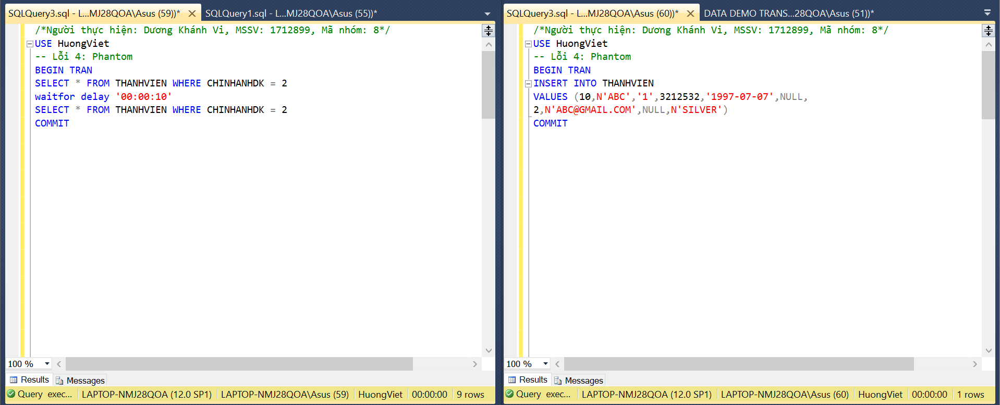 SQLQuery3.sql - L...MJ28QOA\Asus (59))*
SQLQuery1.sql - L...MJ28QOA\Asus (55))*
/*Người thực hiện: Dương Khánh Vi, MSSV: 1712899, Mã nhóm: 8*/
USE HuongViet
-- Lỗi 4: Phantom
BEGIN TRAN
SELECT * FROM THANHVIEN WHERE CHINHANHDK = 2
waitfor delay '00:00:10'
SELECT * FROM THANHVIEN WHERE CHINHANHDK = 2
COMMIT
100 %
Results
Messages
Query exec... LAPTOP-NMJ28QOA (12.0 SP1) LAPTOP-NMJ28QOA\Asus (59) HuongViet 00:00:00 9 rows
SQLQuery3.sql - L...MJ28QOA\Asus (60))*
DATA DEMO TRANS...28QOA\Asus (51))*
/*Người thực hiện: Dương Khánh Vi, MSSV: 1712899, Mã nhóm: 8*/
USE HuongViet
-- Lỗi 4: Phantom
BEGIN TRAN
INSERT INTO THANHVIEN
VALUES (10,N'ABC','1',3212532,'1997-07-07',NULL,
2,N'ABC@GMAIL.COM',NULL,N'SILVER')
COMMIT
100 %
Results
Messages
Query exec... LAPTOP-NMJ28QOA (12.0 SP1) LAPTOP-NMJ28QOA\Asus (60) HuongViet 00:00:00 1 rows